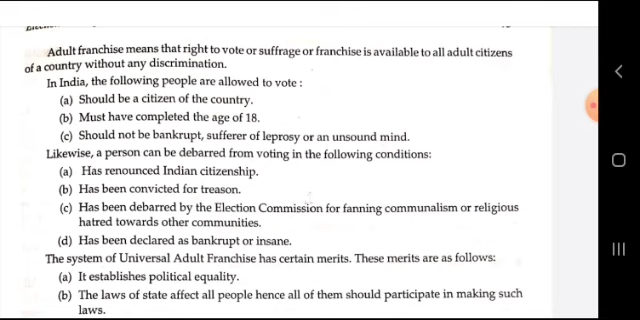 Adult franchise means that right to vote or suffrage or franchise is available to all adult citizens
of a country without any discrimination.
In India, the following people are allowed to vote :
(a) Should be a citizen of the country.
(b) Must have completed the age of 18.
(c) Should not be bankrupt, sufferer of leprosy or an unsound mind.
Likewise, a person can be debarred from voting in the following conditions:
(a) Has renounced Indian citizenship.
(b) Has been convicted for treason.
(c) Has been debarred by the Election Commission for fanning communalism or religious
hatred towards other communities.
(d) Has been declared as bankrupt or insane.
The system of Universal Adult Franchise has certain merits. These merits are as follows:
(a) It establishes political equality.
(b) The laws of state affect all people hence all of them should participate in making such
laws.